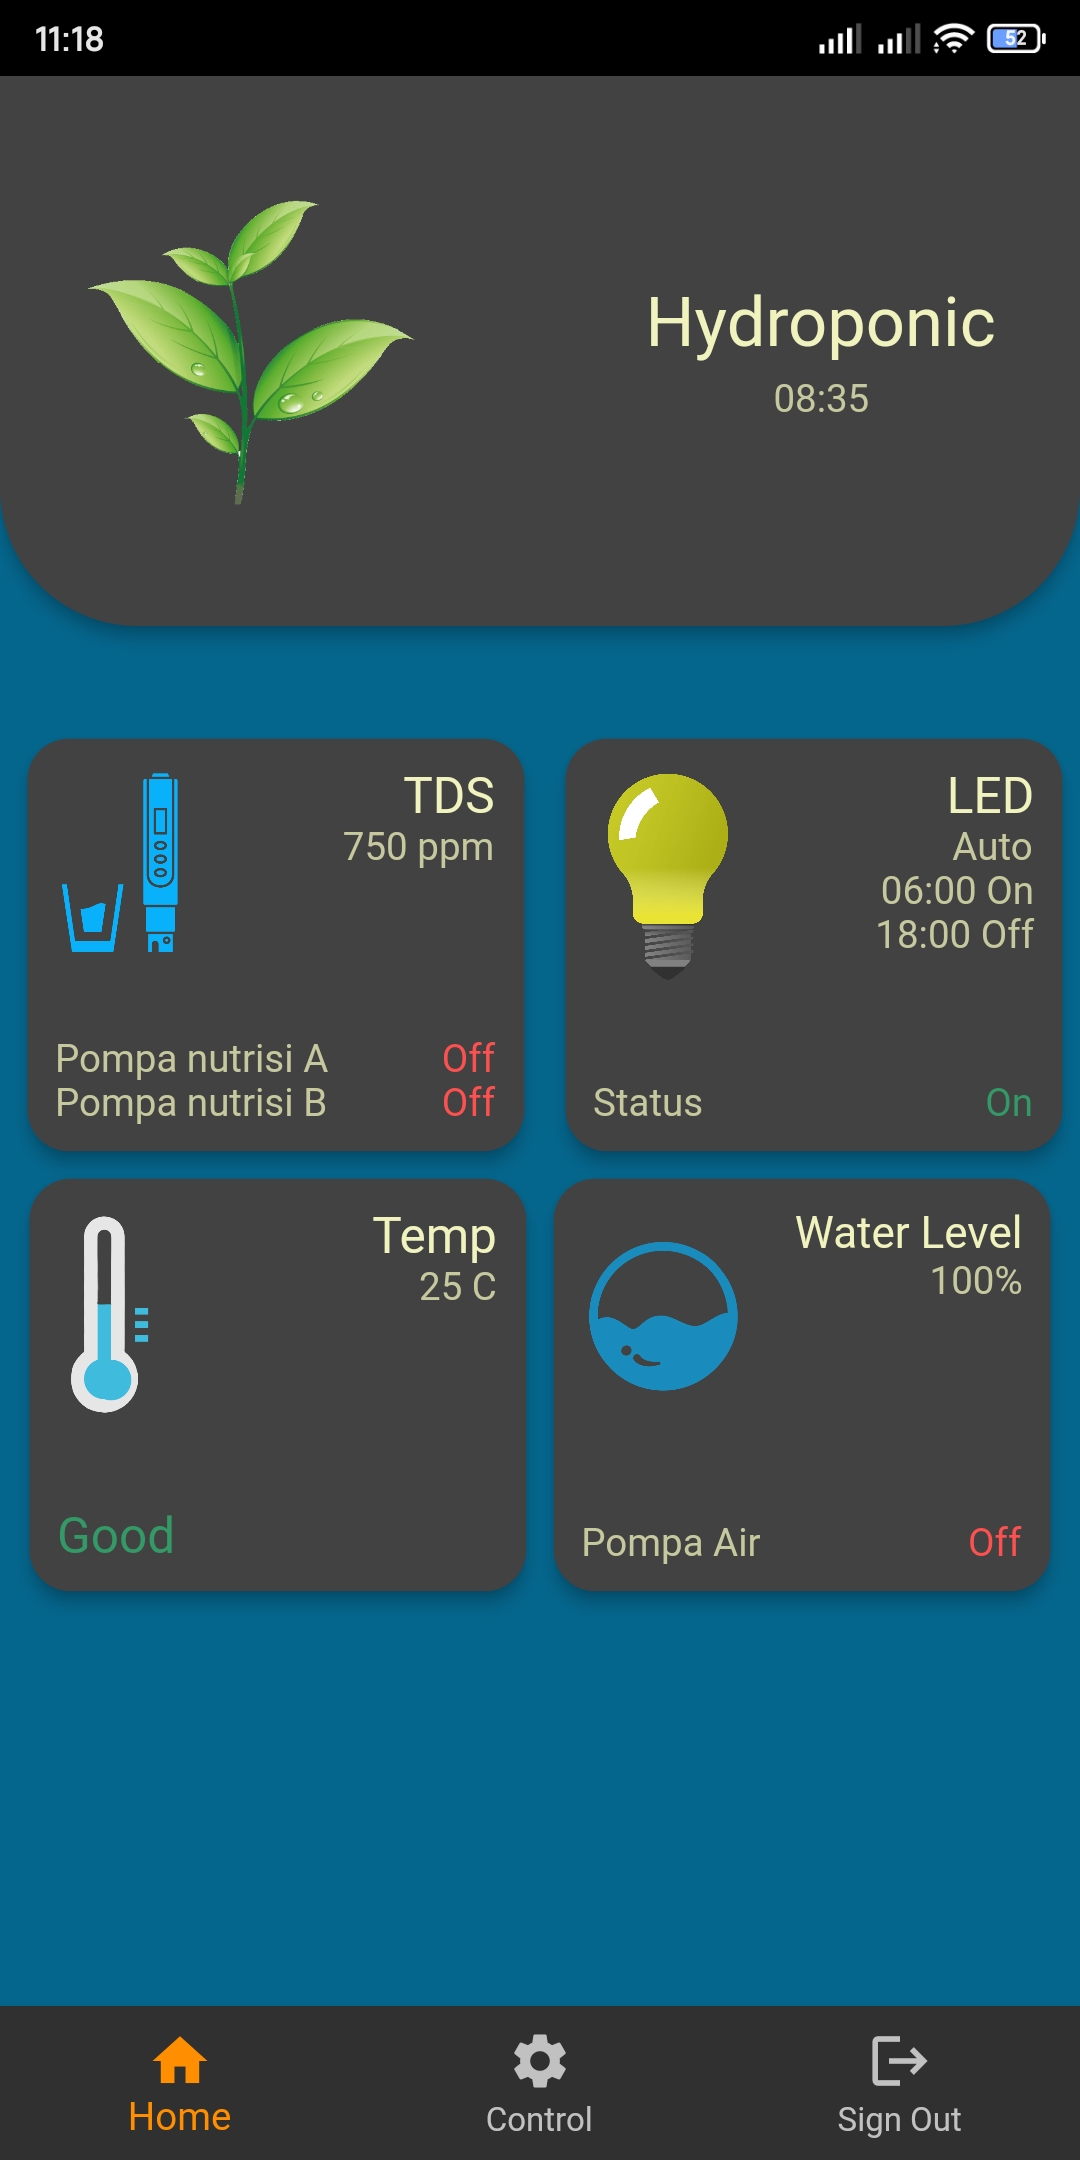 11:18
52
Hydroponic
08:35
TDS
750 ppm
Pompa nutrisi A Off
Pompa nutrisi B Off
LED
Auto
06:00 On
18:00 Off
Status On
Temp
25 C
Good
Water Level
100%
Pompa Air Off
Home
Control
Sign Out